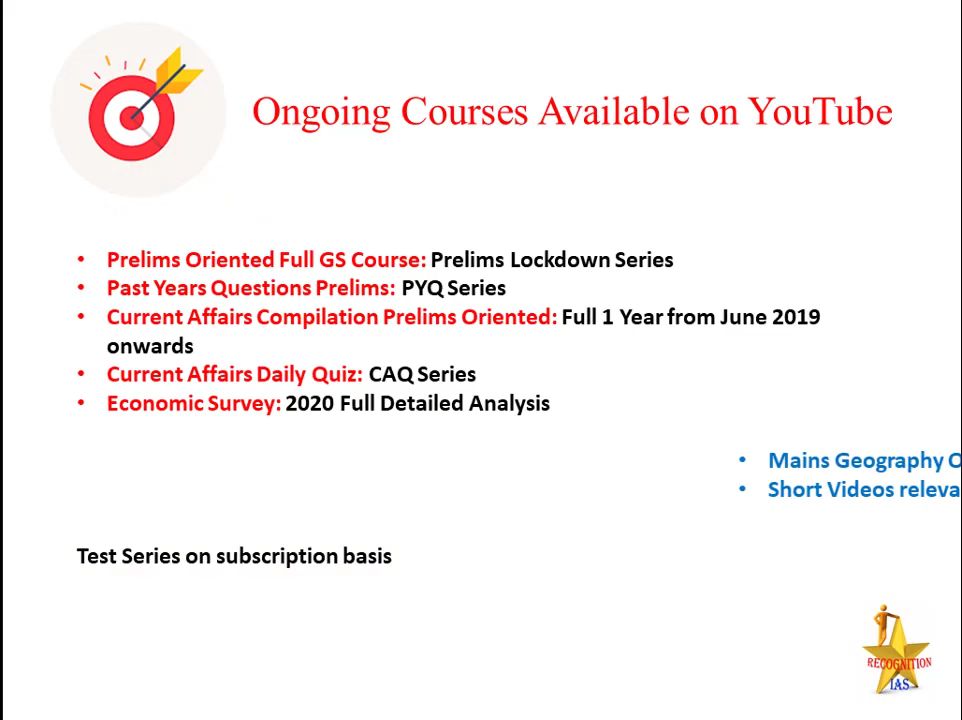 Ongoing Courses Available on YouTube
• Prelims Oriented Full GS Course: Prelims Lockdown Series
• Past Years Questions Prelims: PYQ Series
• Current Affairs Compilation Prelims Oriented: Full 1 Year from June 2019
onwards
• Current Affairs Daily Quiz: CAQ Series
• Economic Survey: 2020 Full Detailed Analysis
• Mains Geography
• Short Videos
Test Series on subscription basis
RECOGNITION
IAS